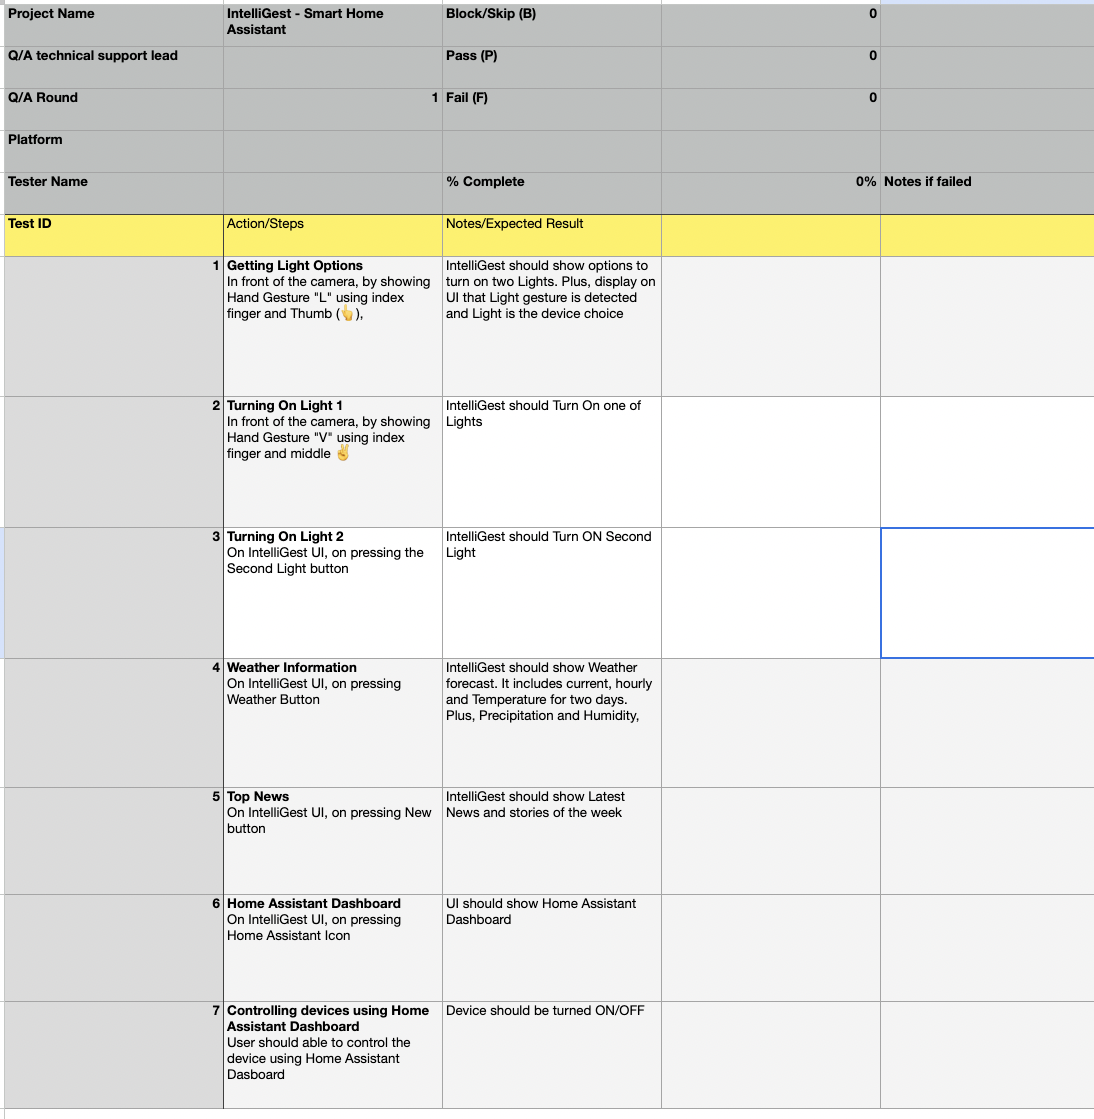 Project Name
IntelliGest - Smart Home
Assistant
Block/Skip (B)
0
Q/A technical support lead
Pass (P)
0
Q/A Round
1
Fail (F)
0
Platform
Tester Name
% Complete
0%
Notes if failed
Test ID
Action/Steps
Notes/Expected Result
1
Getting Light Options
In front of the camera, by showing
Hand Gesture "L" using index
finger and Thumb (👆),
IntelliGest should show options to
turn on two Lights. Plus, display on
UI that Light gesture is detected
and Light is the device choice
2
Turning On Light 1
In front of the camera, by showing
Hand Gesture "V" using index
finger and middle ✌️
IntelliGest should Turn On one of
Lights
3
Turning On Light 2
On IntelliGest UI, on pressing the
Second Light button
IntelliGest should Turn ON Second
Light
4
Weather Information
On IntelliGest UI, on pressing
Weather Button
IntelliGest should show Weather
forecast. It includes current, hourly
and Temperature for two days.
Plus, Precipitation and Humidity,
5
Top News
On IntelliGest UI, on pressing New
button
IntelliGest should show Latest
News and stories of the week
6
Home Assistant Dashboard
On IntelliGest UI, on pressing
Home Assistant Icon
UI should show Home Assistant
Dashboard
7
Controlling devices using Home
Assistant Dashboard
User should able to control the
device using Home Assistant
Dasboard
Device should be turned ON/OFF